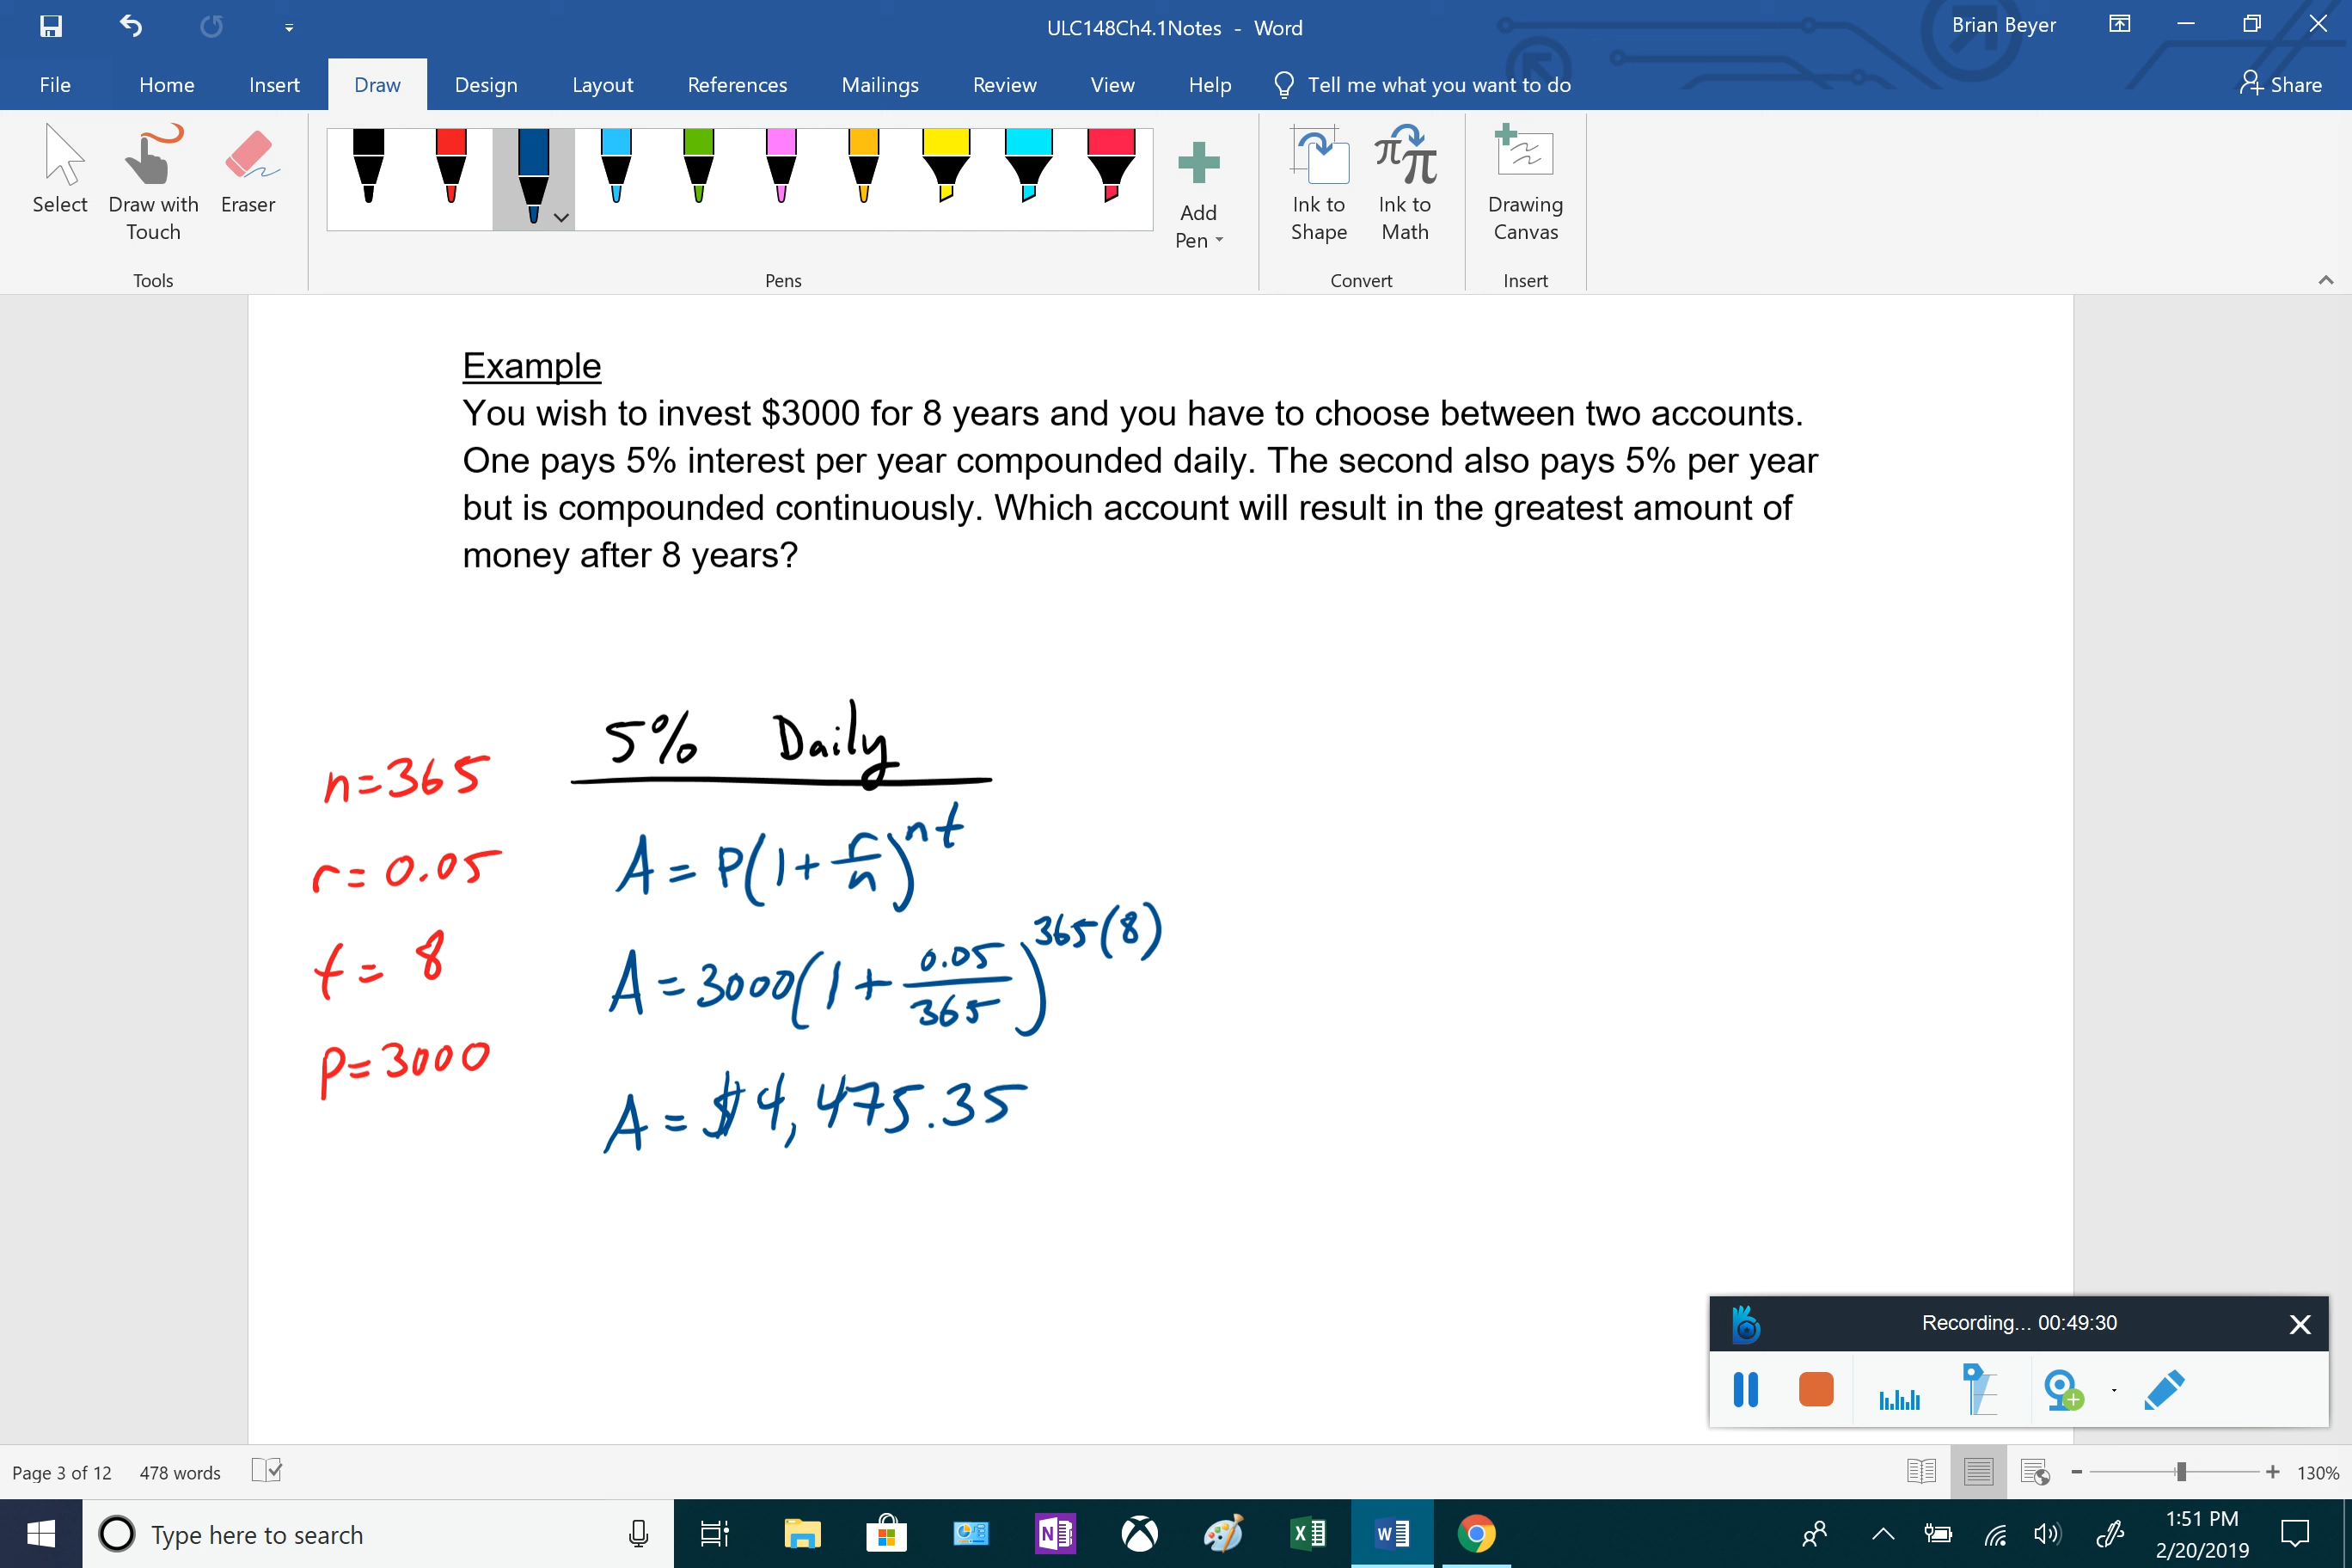 ULC148Ch4.1Notes - Word
Brian Beyer
File Home Insert Draw Design Layout References Mailings Review View Help Tell me what you want to do Share
Select Draw with Touch Eraser Add Pen Ink to Shape Ink to Math Drawing Canvas
Tools Pens Convert Insert
Example
You wish to invest $3000 for 8 years and you have to choose between two accounts.
One pays 5% interest per year compounded daily. The second also pays 5% per year
but is compounded continuously. Which account will result in the greatest amount of
money after 8 years?
5% Daily
n=365
A = P(1+r/n)^nt
r=0.05
A=3000(1+0.05/365)^365(8)
t=8
P=3000
A=$4,475.35
Recording... 00:49:30
Page 3 of 12 478 words
130%
Type here to search
1:51 PM
2/20/2019